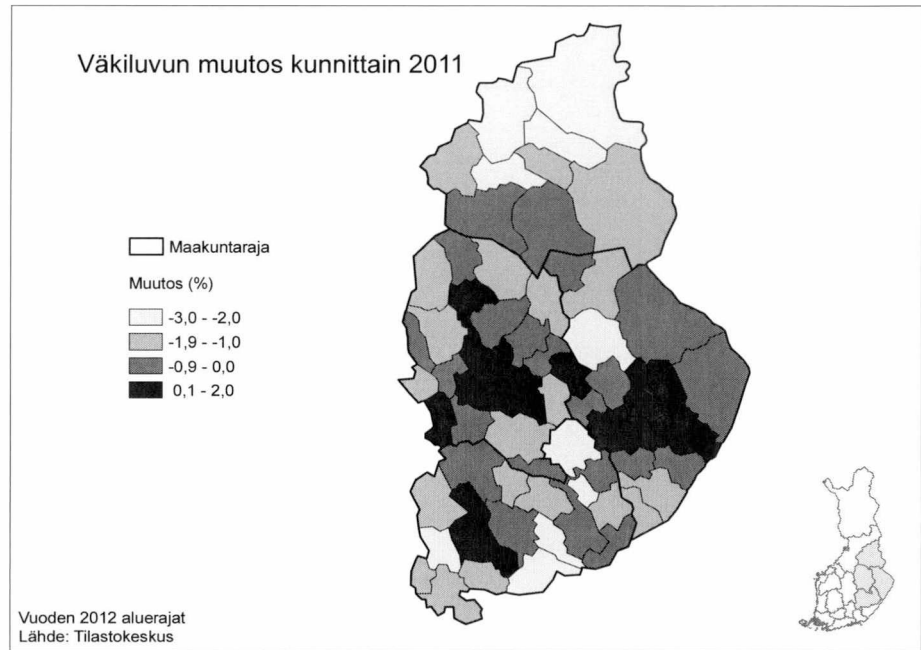 Väkiluvun muutos kunnittain 2011
Maakuntaraja
Muutos (%)
-3,0 - -2,0
-1,9 - -1,0
-0,9 - 0,0
0,1 - 2,0
Vuoden 2012 aluerajat
Lähde: Tilastokeskus